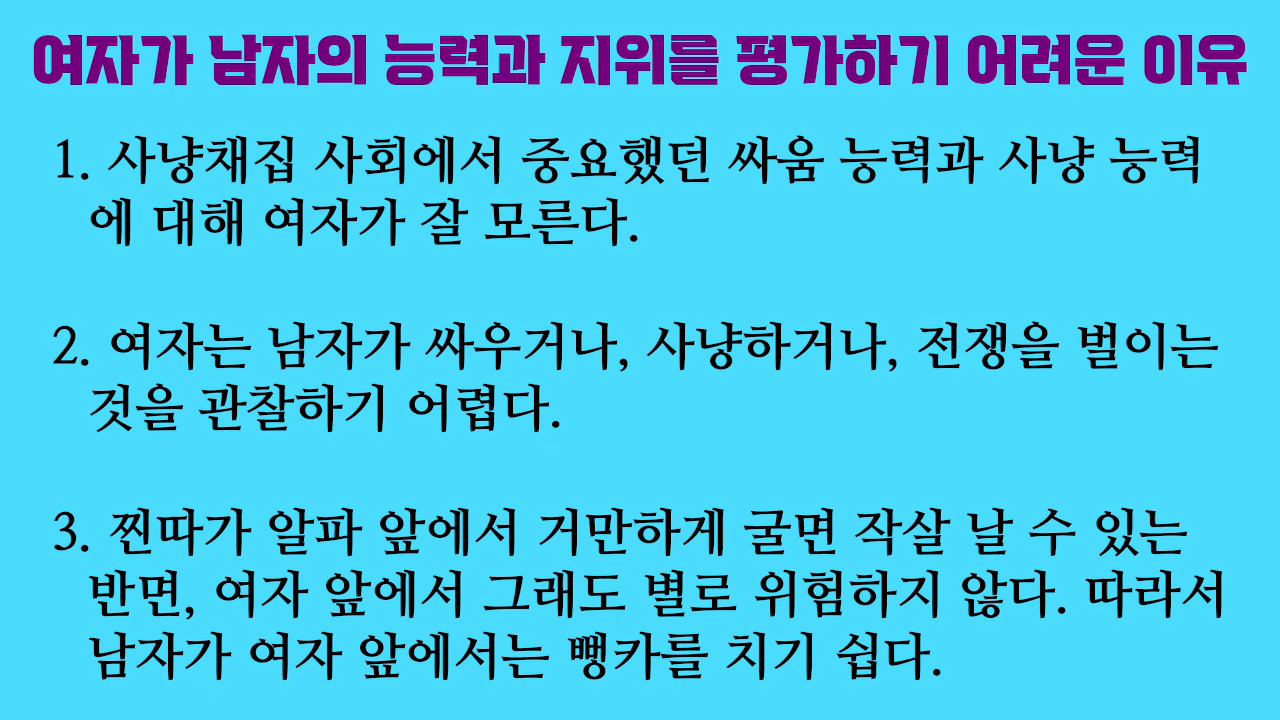 여자가 남자의 능력과 지위를 평가하기 어려운 이유
1. 사냥채집 사회에서 중요했던 싸움 능력과 사냥 능력
에 대해 여자가 잘 모른다.
2. 여자는 남자가 싸우거나, 사냥하거나, 전쟁을 벌이는
것을 관찰하기 어렵다.
3. 찐따가 알파 앞에서 거만하게 굴면 작살 날 수 있는
반면, 여자 앞에서 그래도 별로 위험하지 않다. 따라서
남자가 여자 앞에서는 뻥카를 치기 쉽다.